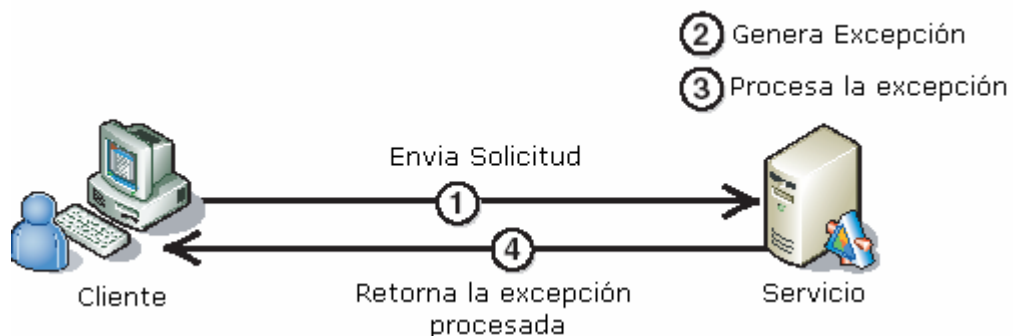 2 Genera Excepción
3 Procesa la excepción
Envia Solicitud
1
4
Cliente
Retorna la excepción
procesada
Servicio